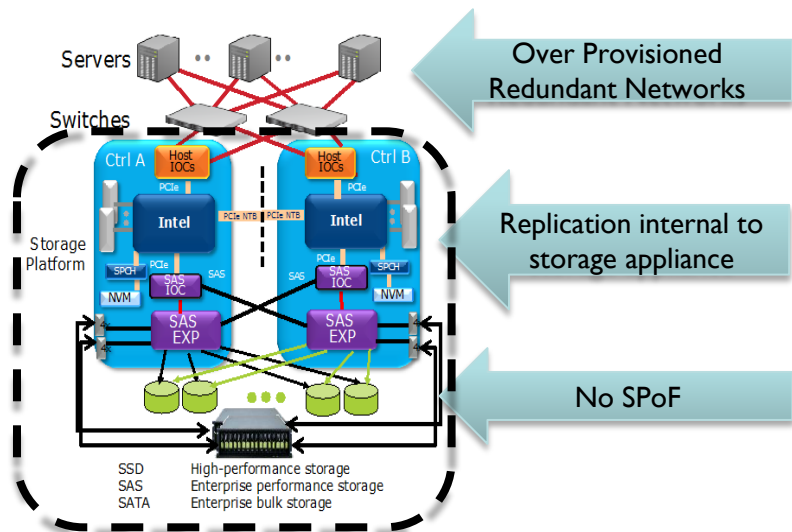 Servers
Over Provisioned
Redundant Networks
Switches
Ctrl A
Host
IOCs
Host
IOCs
Ctrl B
PCIe
PCIe
Intel
PCIe NTB
PCIe NTB
Intel
Replication internal to
storage appliance
Storage
Platform
SPCH
PCIe
SAS
SAS
PCIe
SPCH
NVM
SAS
IOC
SAS
IOC
NVM
SAS
EXP
SAS
EXP
No SPoF
SSD High-performance storage
SAS Enterprise performance storage
SATA Enterprise bulk storage